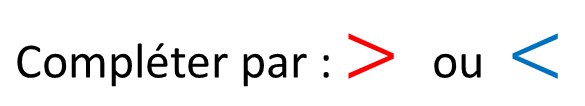 Compléter par : > ou <